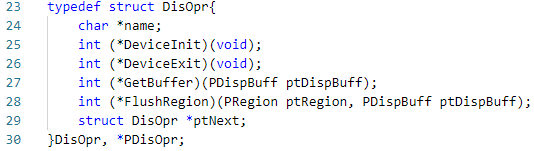 23 typedef struct DisOpr{
24     char *name;
25     int (*DeviceInit)(void);
26     int (*DeviceExit)(void);
27     int (*GetBuffer)(PDispBuff ptDispBuff);
28     int (*FlushRegion)(PRegion ptRegion, PDispBuff ptDispBuff);
29     struct DisOpr *ptNext;
30 }DisOpr, *PDisOpr;